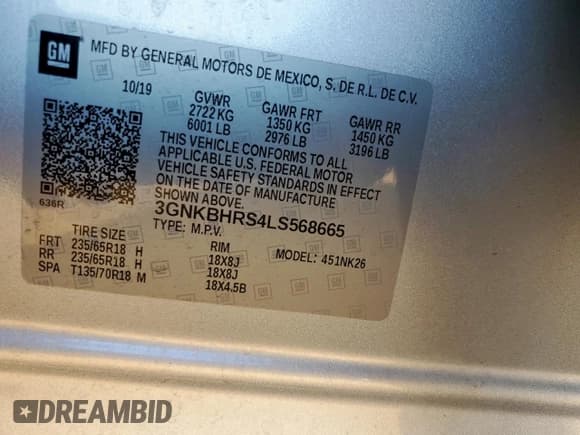 GM
MFD BY GENERAL MOTORS DE MEXICO, S. DE R.L. DE C.V.
10/19
GVWR GAWR FRT GAWR RR
2722 KG 1350 KG 1450 KG
6001 LB 2976 LB 3196 LB
THIS VEHICLE CONFORMS TO ALL
APPLICABLE U.S. FEDERAL MOTOR
VEHICLE SAFETY STANDARDS IN EFFECT
ON THE DATE OF MANUFACTURE
SHOWN ABOVE.
636R
3GNKBHRS4LS568665
TYPE: M.P.V.
TIRE SIZE RIM MODEL: 451NK26
FRT 235/65R18 H 18X8J
RR 235/65R18 H 18X8J
SPA T135/70R18 M 18X4.5B
DREAMBID